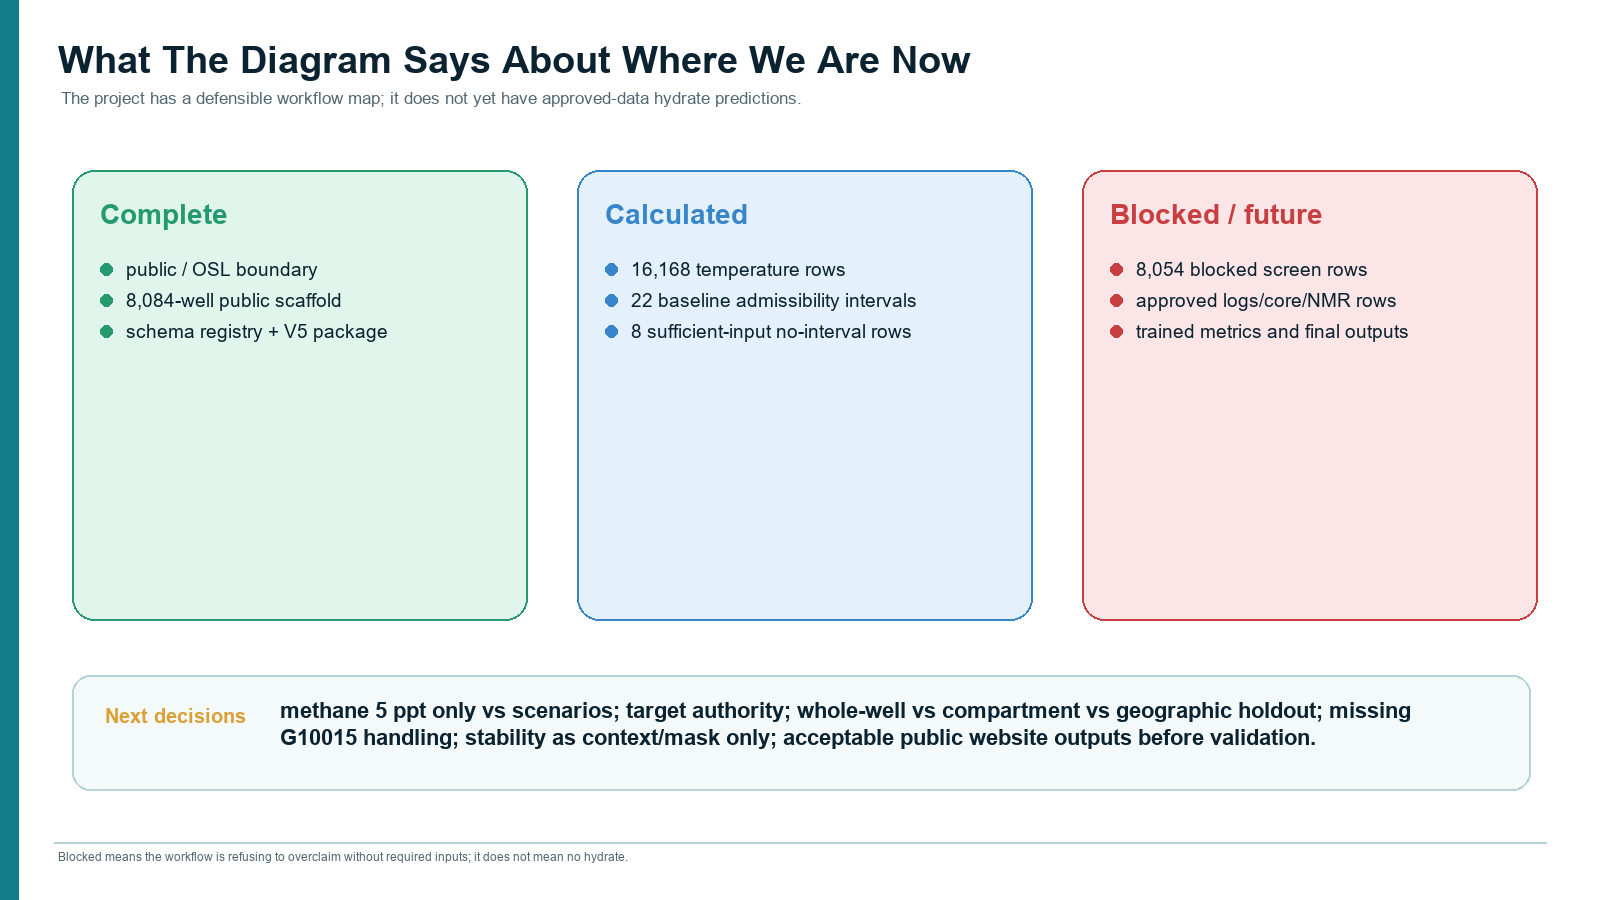 What The Diagram Says About Where We Are Now
The project has a defensible workflow map; it does not yet have approved-data hydrate predictions.
Complete
public / OSL boundary
8,084-well public scaffold
schema registry + V5 package
Calculated
16,168 temperature rows
22 baseline admissibility intervals
8 sufficient-input no-interval rows
Blocked / future
8,054 blocked screen rows
approved logs/core/NMR rows
trained metrics and final outputs
Next decisions
methane 5 ppt only vs scenarios; target authority; whole-well vs compartment vs geographic holdout; missing
G10015 handling; stability as context/mask only; acceptable public website outputs before validation.
Blocked means the workflow is refusing to overclaim without required inputs; it does not mean no hydrate.